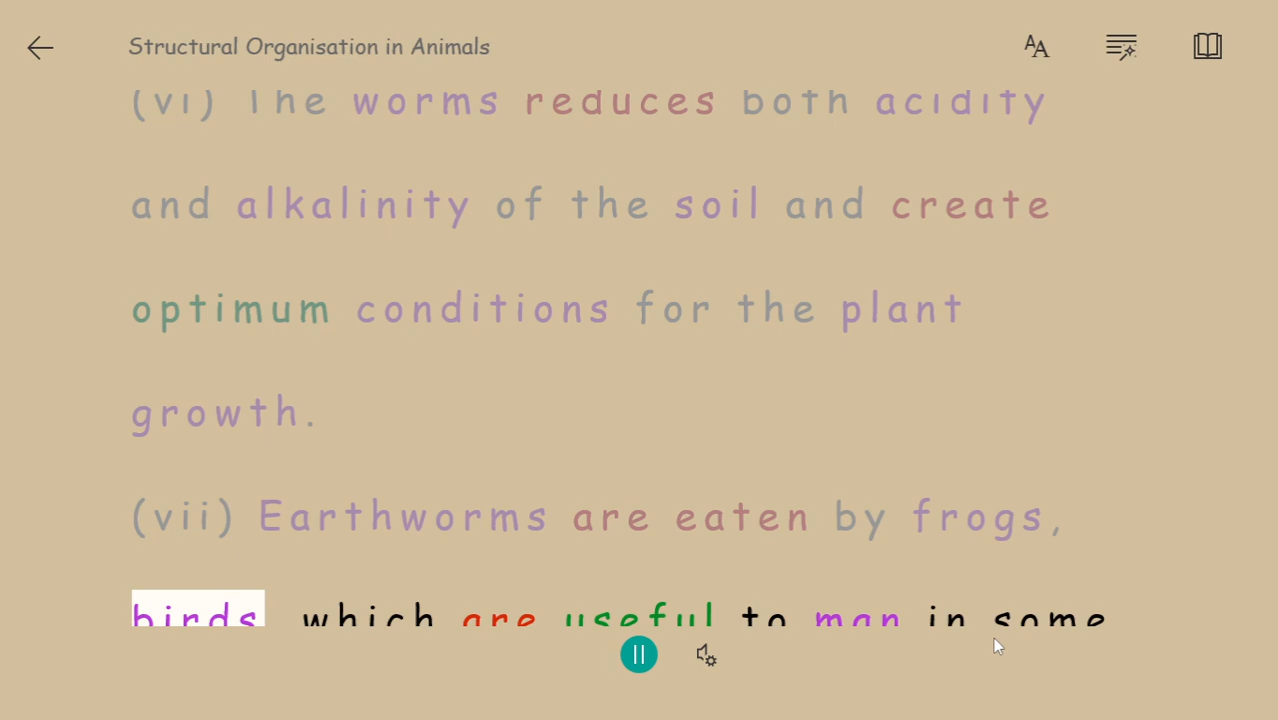 Structural Organisation in Animals
(vi) The worms reduces both acidity
and alkalinity of the soil and create
optimum conditions for the plant
growth.
(vii) Earthworms are eaten by frogs,
birds which are useful to man in some